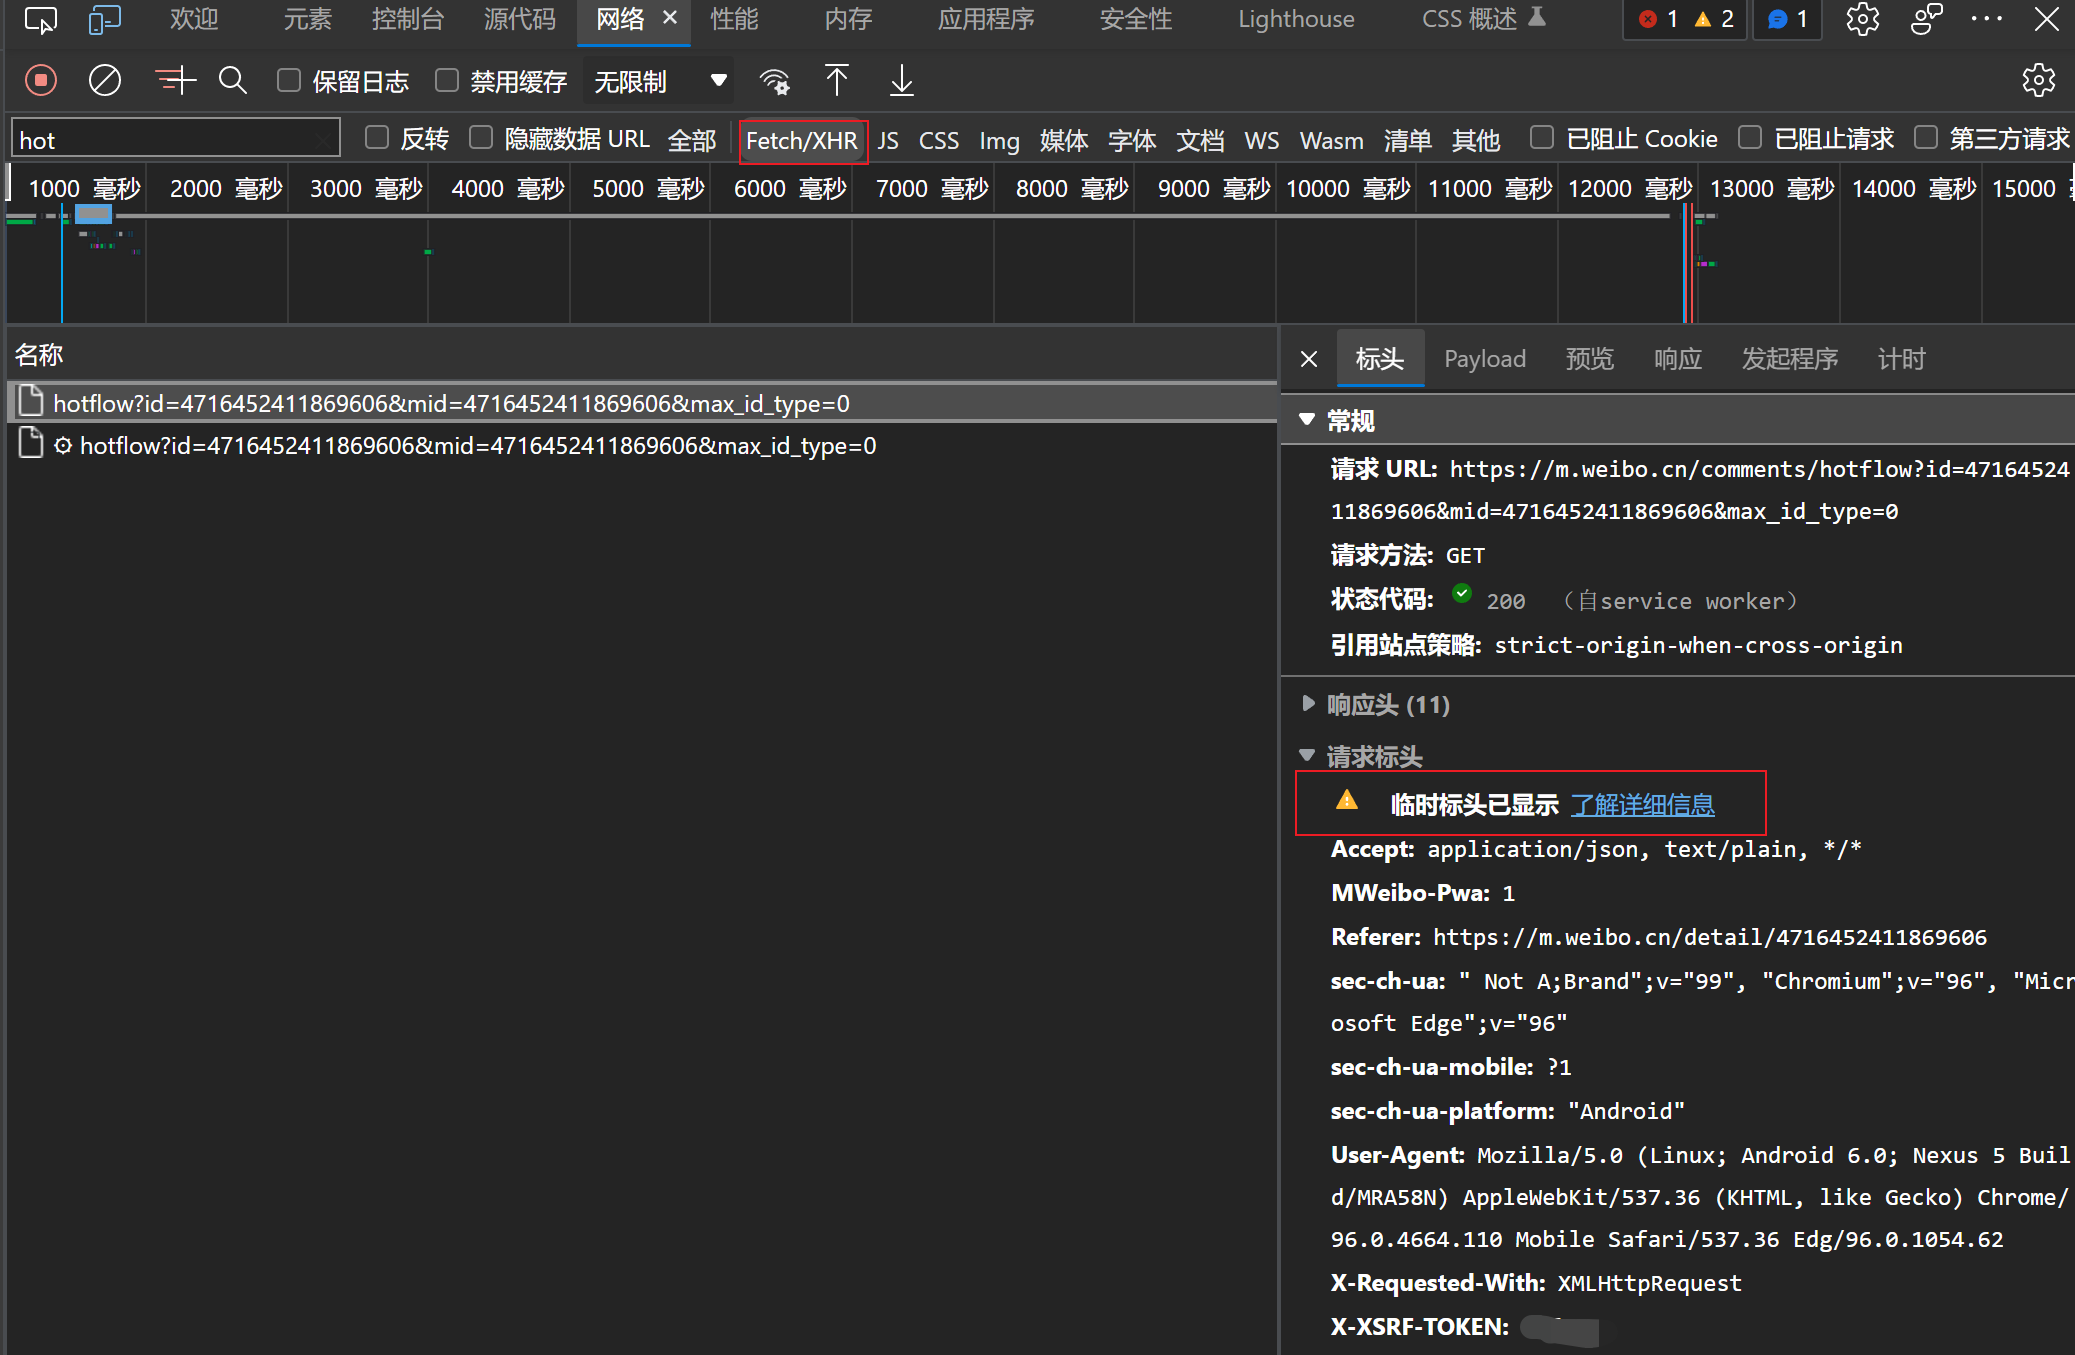 欢迎 元素 控制台 源代码 网络 性能 内存 应用程序 安全性 Lighthouse CSS 概述 1 2 1
保留日志 禁用缓存 无限制
hot 反转 隐藏数据 URL 全部 Fetch/XHR JS CSS Img 媒体 字体 文档 WS Wasm 清单 其他 已阻止 Cookie 已阻止请求 第三方请求
1000 毫秒 2000 毫秒 3000 毫秒 4000 毫秒 5000 毫秒 6000 毫秒 7000 毫秒 8000 毫秒 9000 毫秒 10000 毫秒 11000 毫秒 12000 毫秒 13000 毫秒 14000 毫秒 15000
名称
hotflow?id=4716452411869606&mid=4716452411869606&max_id_type=0
hotflow?id=4716452411869606&mid=4716452411869606&max_id_type=0
标头 Payload 预览 响应 发起程序 计时
常规
请求 URL: https://m.weibo.cn/comments/hotflow?id=47164524
11869606&mid=4716452411869606&max_id_type=0
请求方法: GET
状态代码: 200 （自service worker）
引用站点策略: strict-origin-when-cross-origin
响应头 (11)
请求标头
临时标头已显示 了解详细信息
Accept: application/json, text/plain, */*
MWeibo-Pwa: 1
Referer: https://m.weibo.cn/detail/4716452411869606
sec-ch-ua: " Not A;Brand";v="99", "Chromium";v="96", "Micr
osoft Edge";v="96"
sec-ch-ua-mobile: ?1
sec-ch-ua-platform: "Android"
User-Agent: Mozilla/5.0 (Linux; Android 6.0; Nexus 5 Buil
d/MRA58N) AppleWebKit/537.36 (KHTML, like Gecko) Chrome/
96.0.4664.110 Mobile Safari/537.36 Edg/96.0.1054.62
X-Requested-With: XMLHttpRequest
X-XSRF-TOKEN: